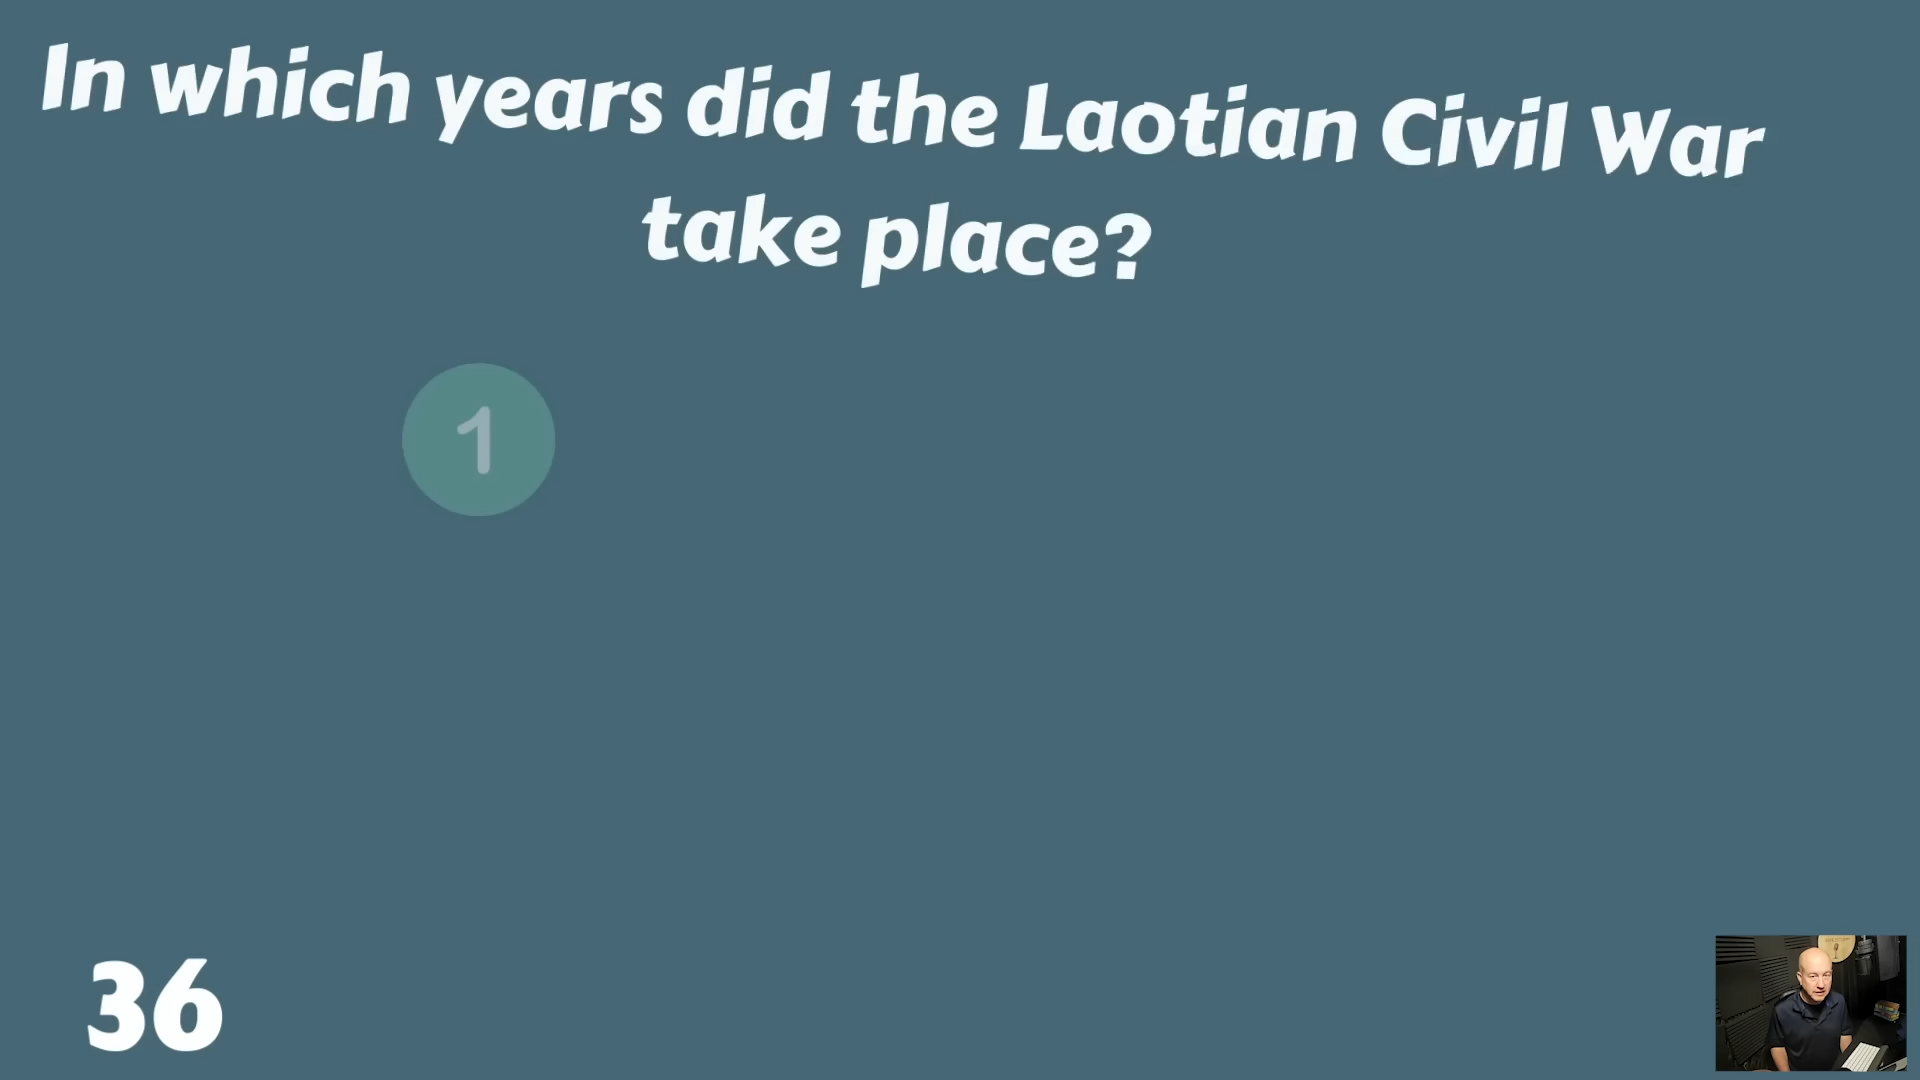 In which years did the Laotian Civil War
take place?
1
36